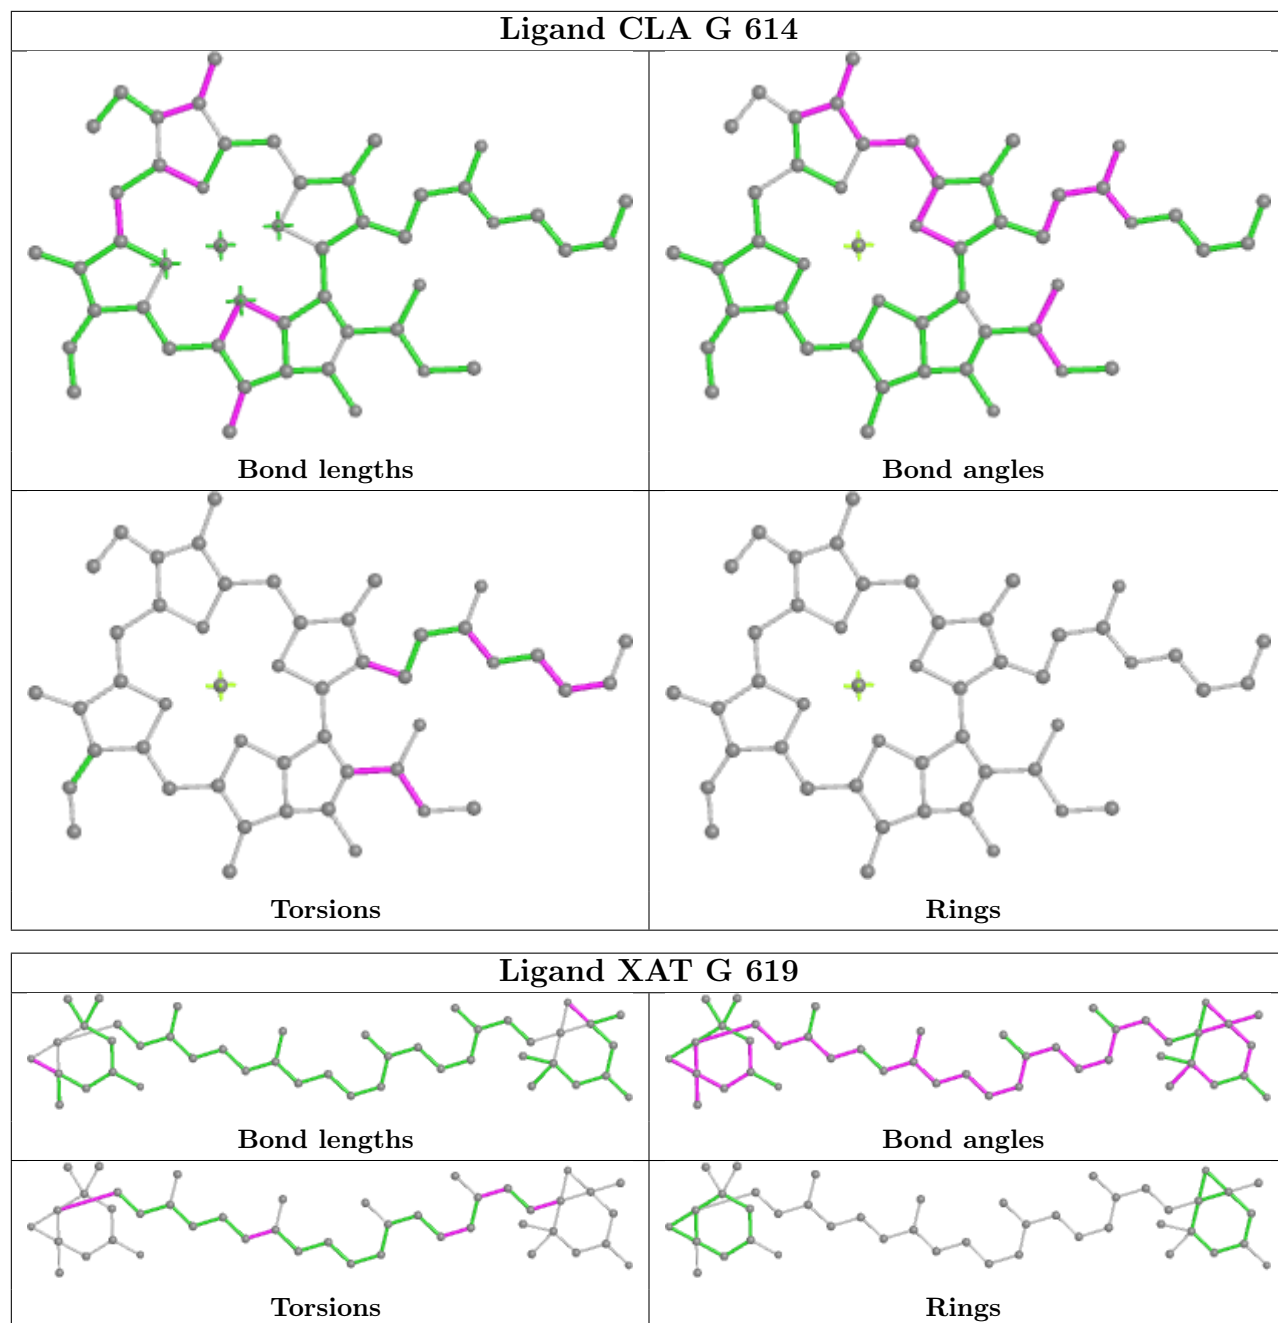 Ligand CLA G 614
Bond lengths
Bond angles
Torsions
Rings
Ligand XAT G 619
Bond lengths
Bond angles
Torsions
Rings